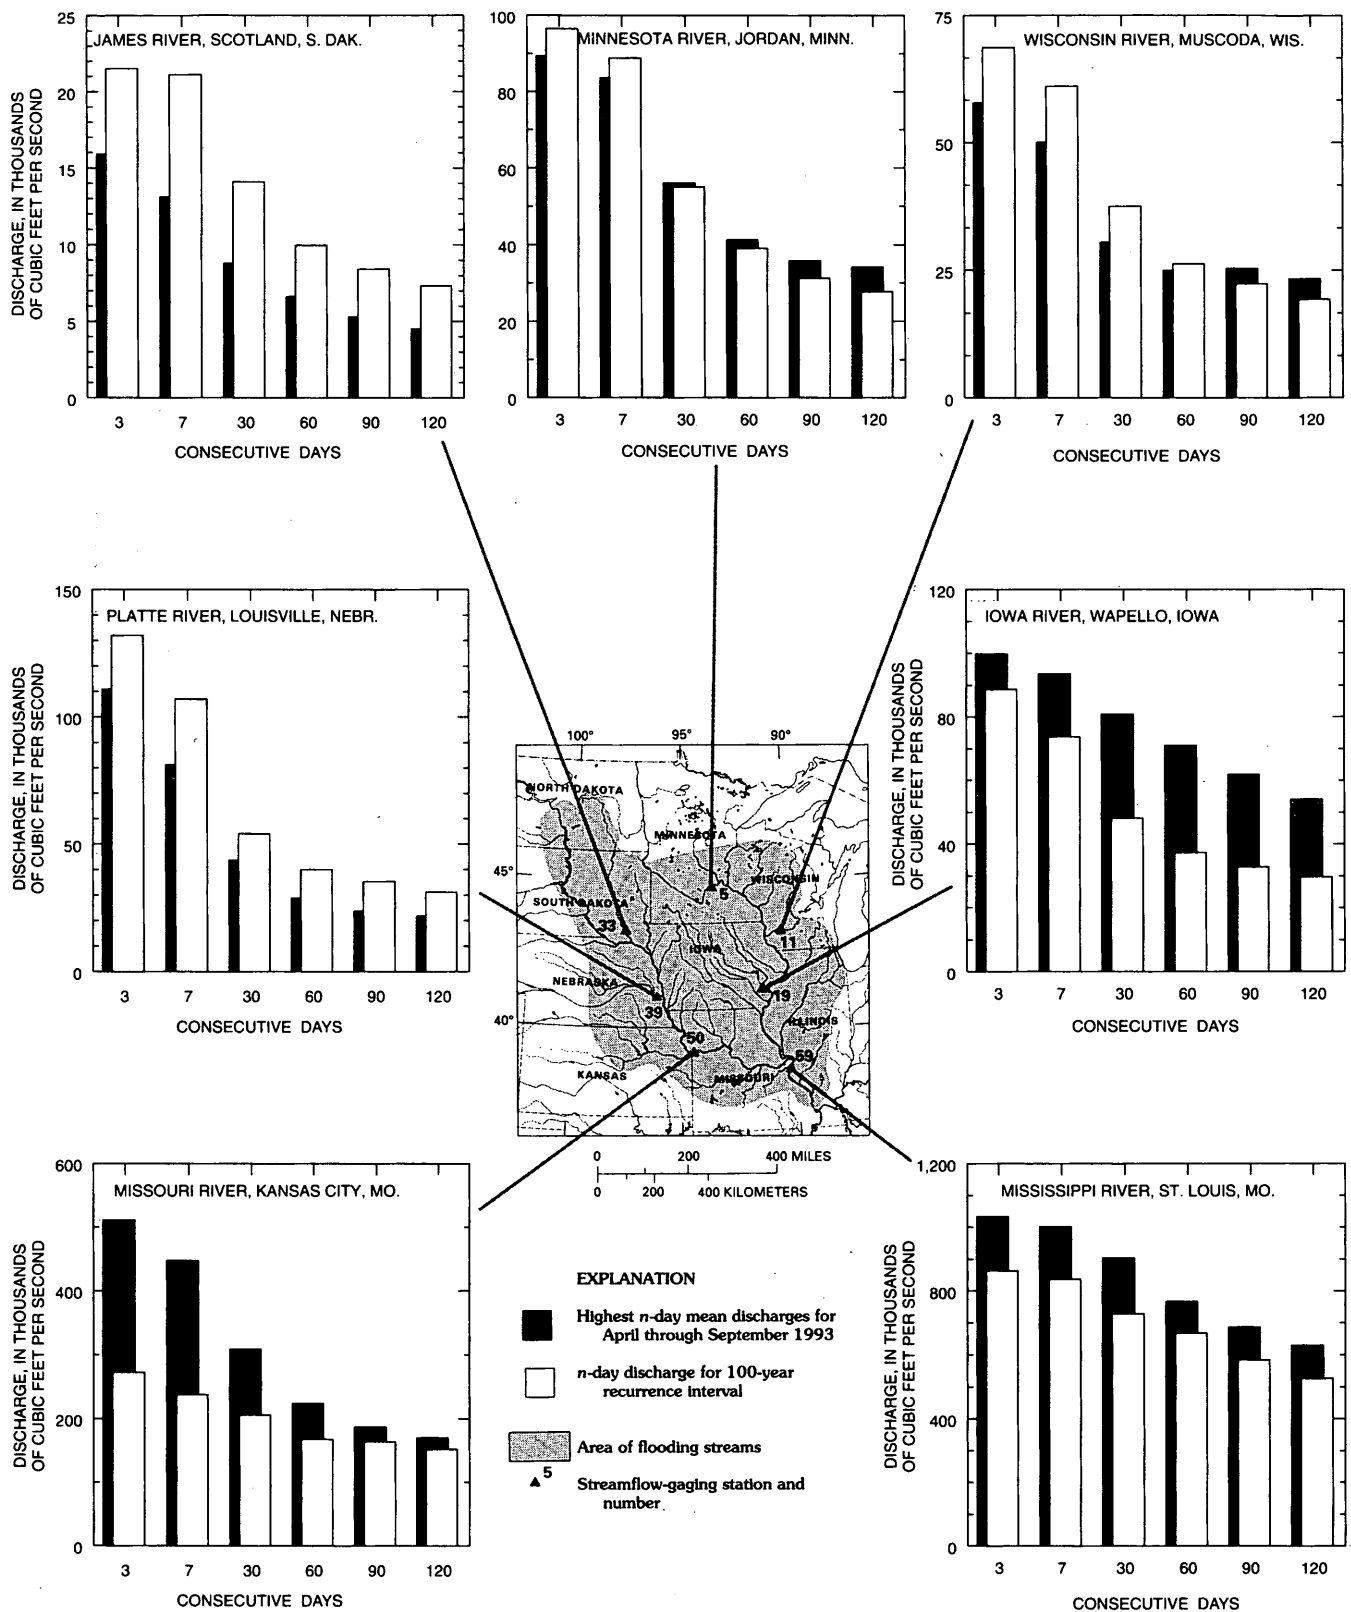 JAMES RIVER, SCOTLAND, S. DAK.
DISCHARGE, IN THOUSANDS
OF CUBIC FEET PER SECOND
25
20
15
10
5
0
3 7 30 60 90 120
CONSECUTIVE DAYS
MINNESOTA RIVER, JORDAN, MINN.
100
80
60
40
20
0
3 7 30 60 90 120
CONSECUTIVE DAYS
WISCONSIN RIVER, MUSCODA, WIS.
75
50
25
0
3 7 30 60 90 120
CONSECUTIVE DAYS
PLATTE RIVER, LOUISVILLE, NEBR.
DISCHARGE, IN THOUSANDS
OF CUBIC FEET PER SECOND
150
100
50
0
3 7 30 60 90 120
CONSECUTIVE DAYS
100° 95° 90°
45°
40°
NORTH DAKOTA
MINNESOTA
WISCONSIN
SOUTH DAKOTA
5
33
11
IOWA
NEBRASKA
19
39
ILLINOIS
50
59
KANSAS
MISSOURI
0 200 400 MILES
0 200 400 KILOMETERS
IOWA RIVER, WAPELLO, IOWA
DISCHARGE, IN THOUSANDS
OF CUBIC FEET PER SECOND
120
80
40
0
3 7 30 60 90 120
CONSECUTIVE DAYS
MISSOURI RIVER, KANSAS CITY, MO.
DISCHARGE, IN THOUSANDS
OF CUBIC FEET PER SECOND
600
400
200
0
3 7 30 60 90 120
CONSECUTIVE DAYS
EXPLANATION
Highest n-day mean discharges for
April through September 1993
n-day discharge for 100-year
recurrence interval
Area of flooding streams
5
Streamflow-gaging station and
number
MISSISSIPPI RIVER, ST. LOUIS, MO.
DISCHARGE, IN THOUSANDS
OF CUBIC FEET PER SECOND
1,200
800
400
0
3 7 30 60 90 120
CONSECUTIVE DAYS